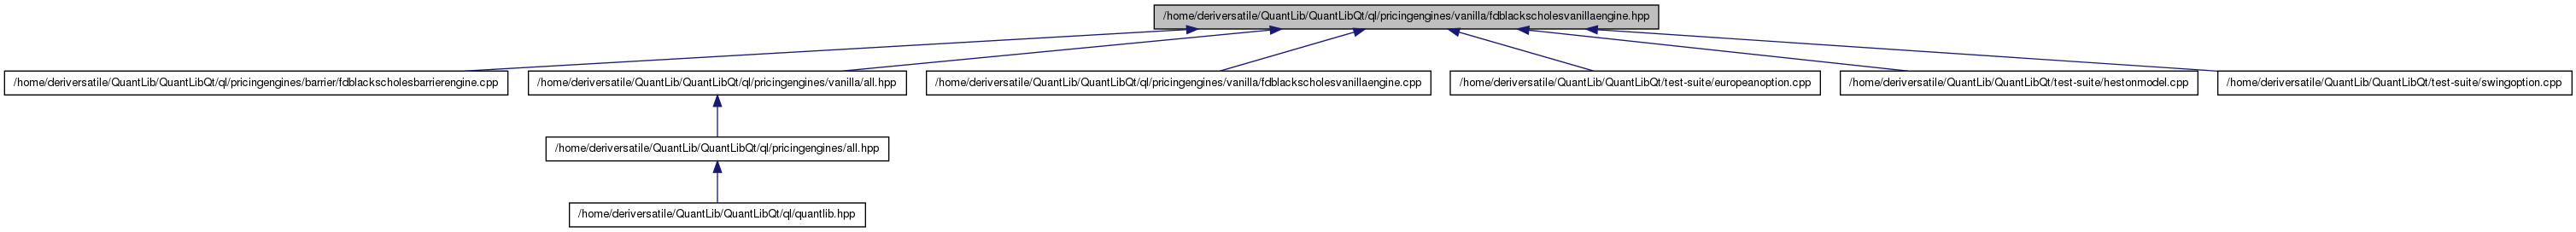 /home/deriversatile/QuantLib/QuantLibQt/ql/pricingengines/vanilla/fdblackscholesvanillaengine.hpp
/home/deriversatile/QuantLib/QuantLibQt/ql/pricingengines/barrier/fdblackscholesbarrierengine.cpp
/home/deriversatile/QuantLib/QuantLibQt/ql/pricingengines/vanilla/all.hpp
/home/deriversatile/QuantLib/QuantLibQt/ql/pricingengines/vanilla/fdblackscholesvanillaengine.cpp
/home/deriversatile/QuantLib/QuantLibQt/test-suite/europeanoption.cpp
/home/deriversatile/QuantLib/QuantLibQt/test-suite/hestonmodel.cpp
/home/deriversatile/QuantLib/QuantLibQt/test-suite/swingoption.cpp
/home/deriversatile/QuantLib/QuantLibQt/ql/pricingengines/all.hpp
/home/deriversatile/QuantLib/QuantLibQt/ql/quantlib.hpp